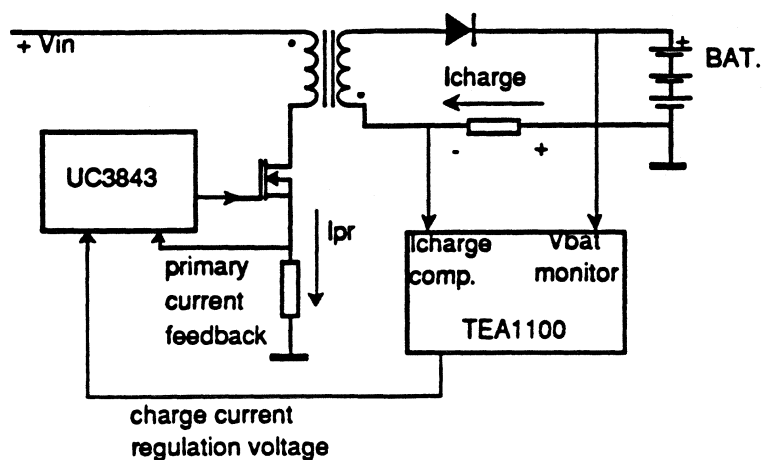 + Vin
Icharge
+
BAT.
UC3843
-
+
Ipr
primary
current
feedback
Icharge
comp.
Vbat
monitor
TEA1100
charge current
regulation voltage